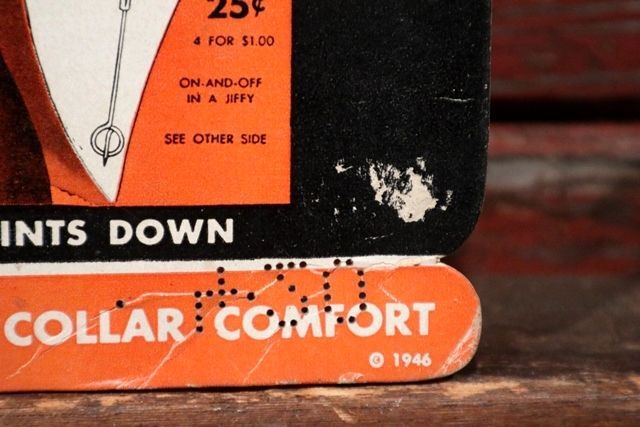 25¢
4 FOR $1.00
ON-AND-OFF
IN A JIFFY
SEE OTHER SIDE
INTS DOWN
COLLAR COMFORT
© 1946